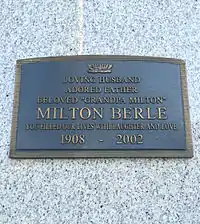 LOVING HUSBAND
ADORED FATHER
BELOVED "GRANDPA MILTON"
MILTON BERLE
YOU FILLED OUR LIVES WITH LAUGHTER AND LOVE
1908 - 2002